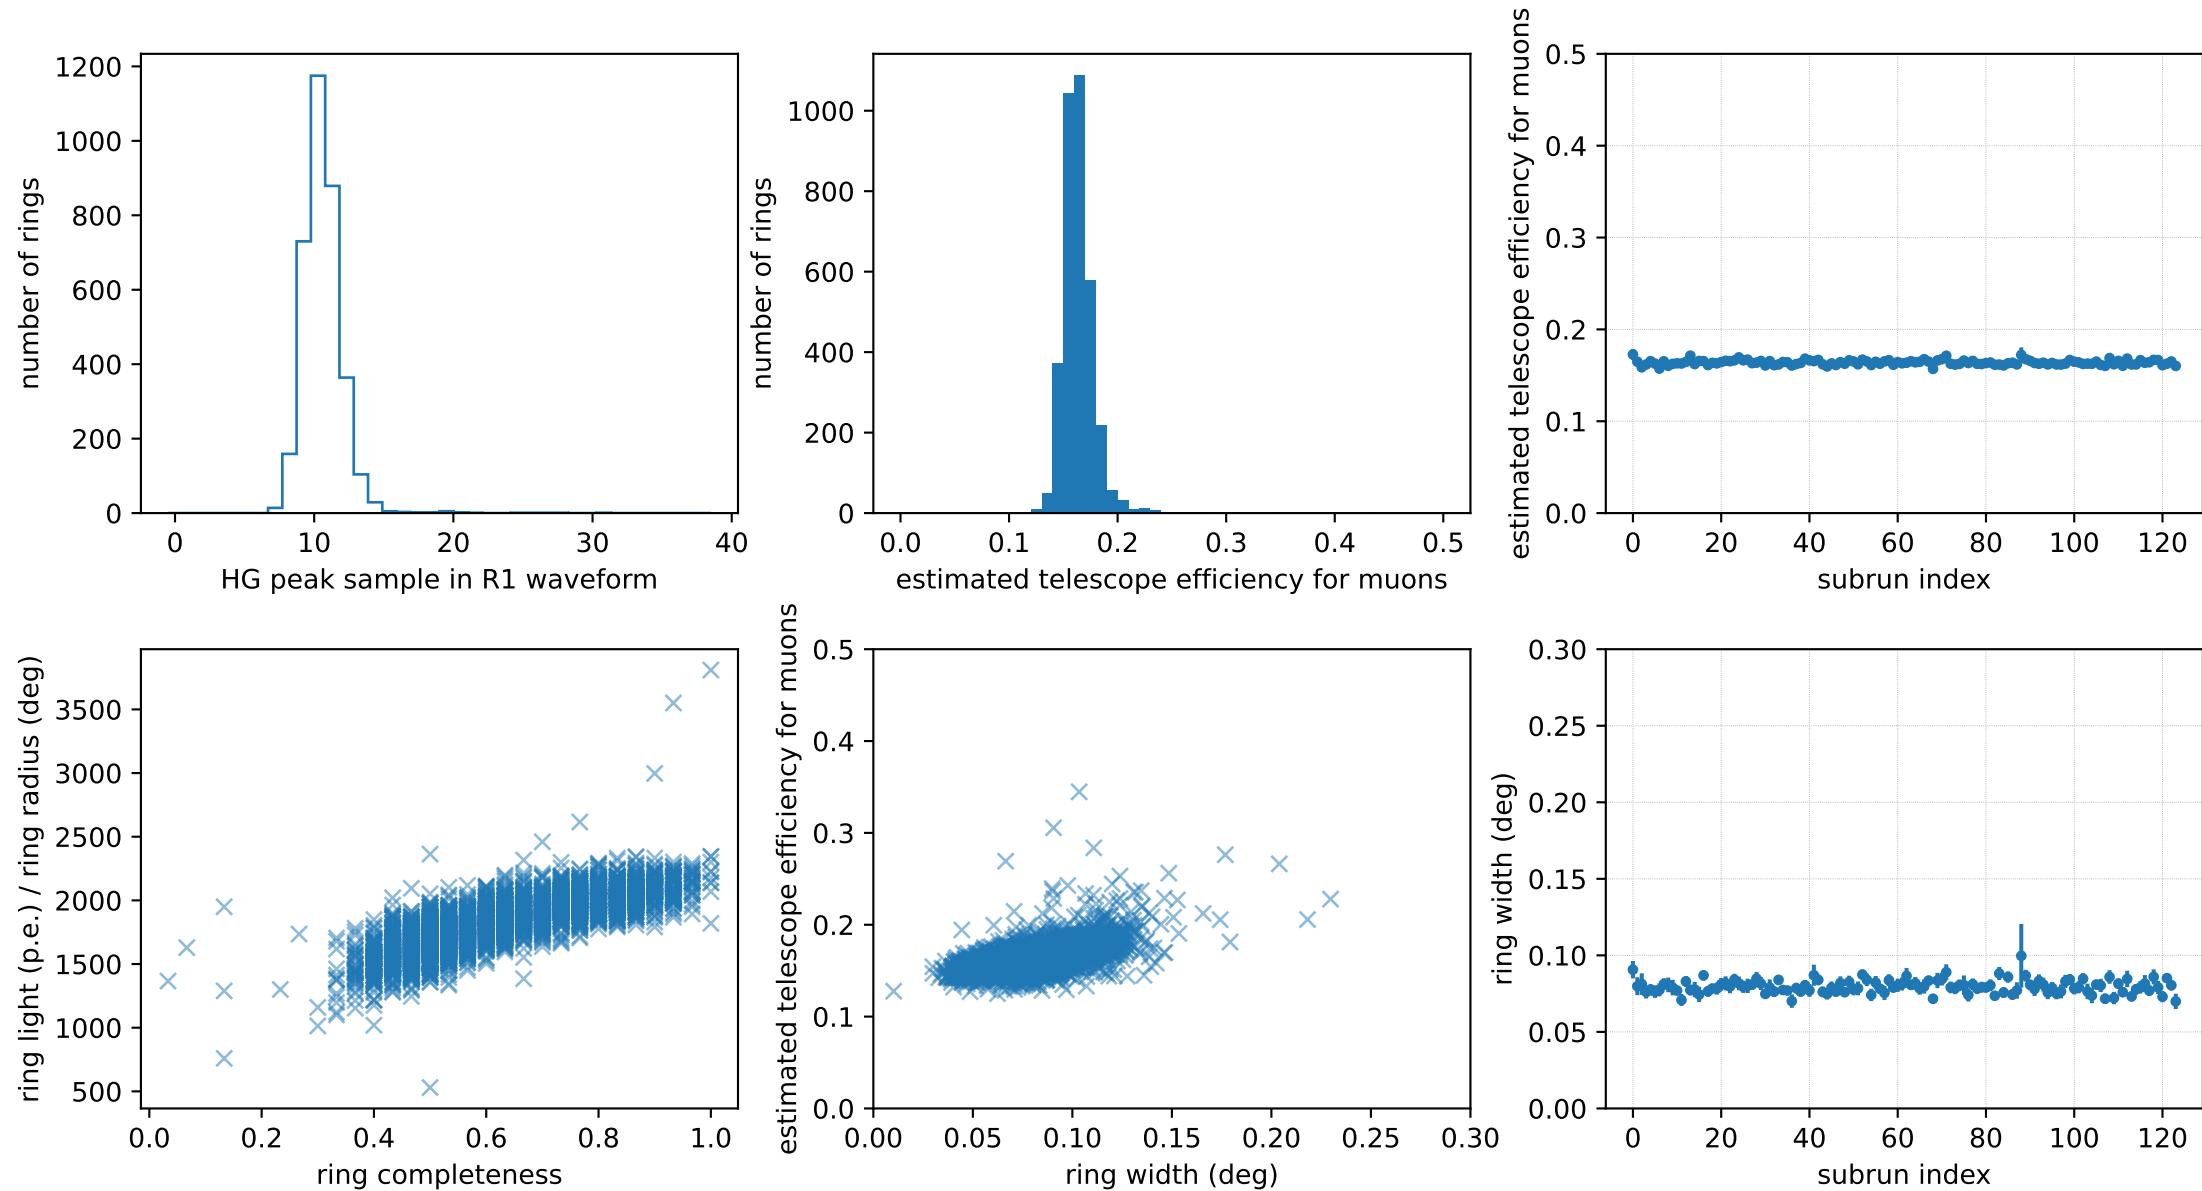 number of rings
1200
1000
800
600
400
200
0
0 10 20 30 40
HG peak sample in R1 waveform
number of rings
1000
800
600
400
200
0
0.0 0.1 0.2 0.3 0.4 0.5
estimated telescope efficiency for muons
estimated telescope efficiency for muons
0.5
0.4
0.3
0.2
0.1
0.0
0 20 40 60 80 100 120
subrun index
ring light (p.e.) / ring radius (deg)
3500
3000
2500
2000
1500
1000
500
0.0 0.2 0.4 0.6 0.8 1.0
ring completeness
estimated telescope efficiency for muons
0.5
0.4
0.3
0.2
0.1
0.0
0.00 0.05 0.10 0.15 0.20 0.25 0.30
ring width (deg)
ring width (deg)
0.30
0.25
0.20
0.15
0.10
0.05
0.00
0 20 40 60 80 100 120
subrun index